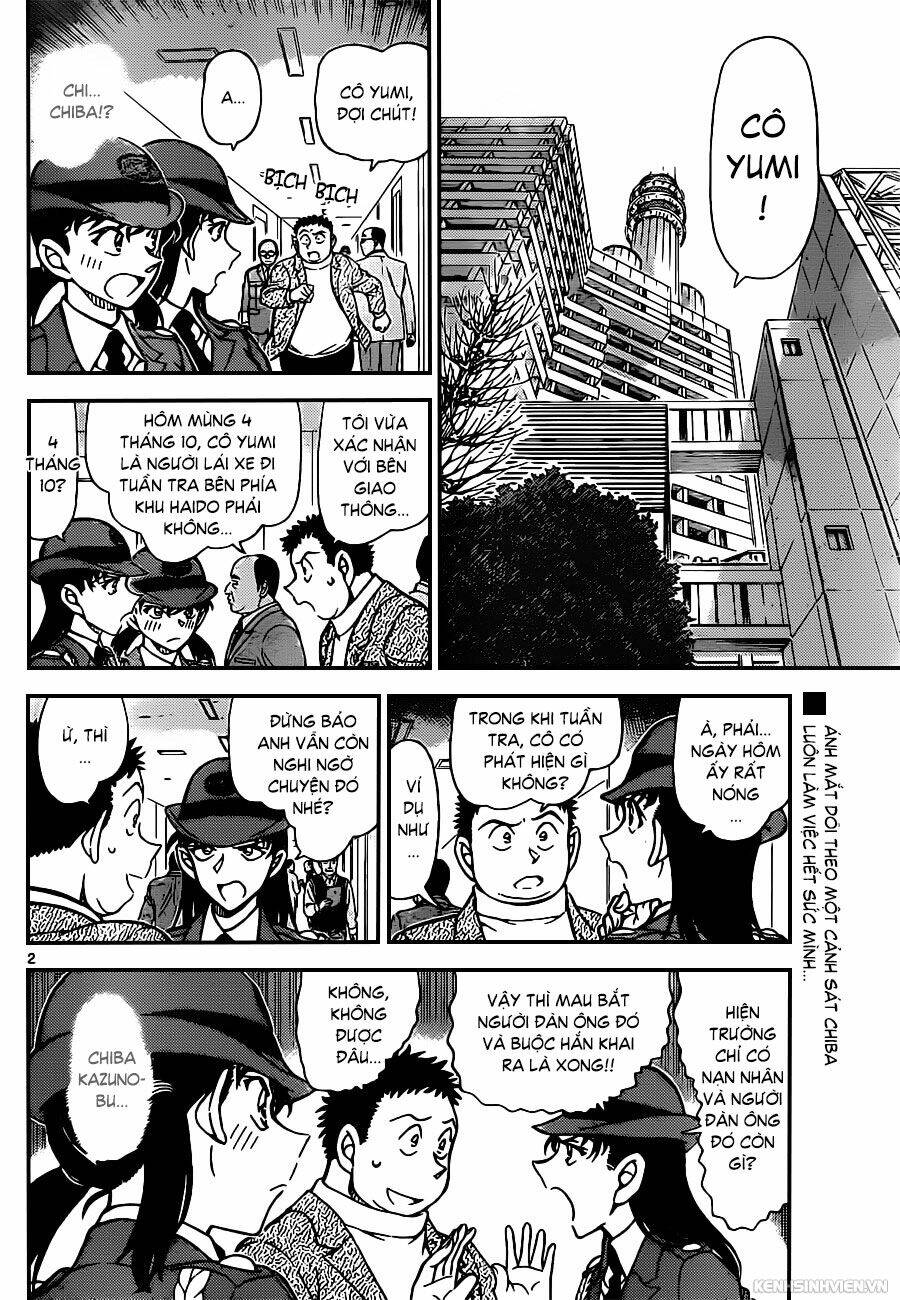 CÔ
YUMI
!
CÔ YUMI,
ĐỢI CHÚT!
A...
CHI...
CHIBA!?
BỊCH
BỊCH
TÔI VỪA
XÁC NHẬN
VỚI BÊN
GIAO
THÔNG...
HÔM MÙNG 4
THÁNG 10, CÔ YUMI
LÀ NGƯỜI LÁI XE ĐI
TUẦN TRA BÊN PHÍA
KHU HAIDO PHẢI
KHÔNG...
4
THÁNG
10?
ÁNH MẮT DÕI THEO MỘT CẢNH SÁT CHIBA
LUÔN LÀM VIỆC HẾT SỨC MÌNH...
À, PHẢI...
NGÀY HÔM
ẤY RẤT
NÓNG
...
TRONG KHI TUẦN
TRA, CÔ CÓ
PHÁT HIỆN GÌ
KHÔNG?
VÍ
DỤ
NHƯ
...
ĐỪNG BẢO
ANH VẪN CÒN
NGHI NGỜ
CHUYỆN ĐÓ
NHÉ?
Ừ, THÌ
...
2
HIỆN
TRƯỜNG
CHỈ CÓ
NẠN NHÂN
VÀ NGƯỜI
ĐÀN ÔNG
ĐÓ CÒN
GÌ?
VẬY THÌ MAU BẮT
NGƯỜI ĐÀN ÔNG ĐÓ
VÀ BUỘC HẮN KHAI
RA LÀ XONG!!
KHÔNG,
KHÔNG
ĐƯỢC
ĐÂU...
CHIBA
KAZUNO-
BU...
KENHSINHVIEN.VN